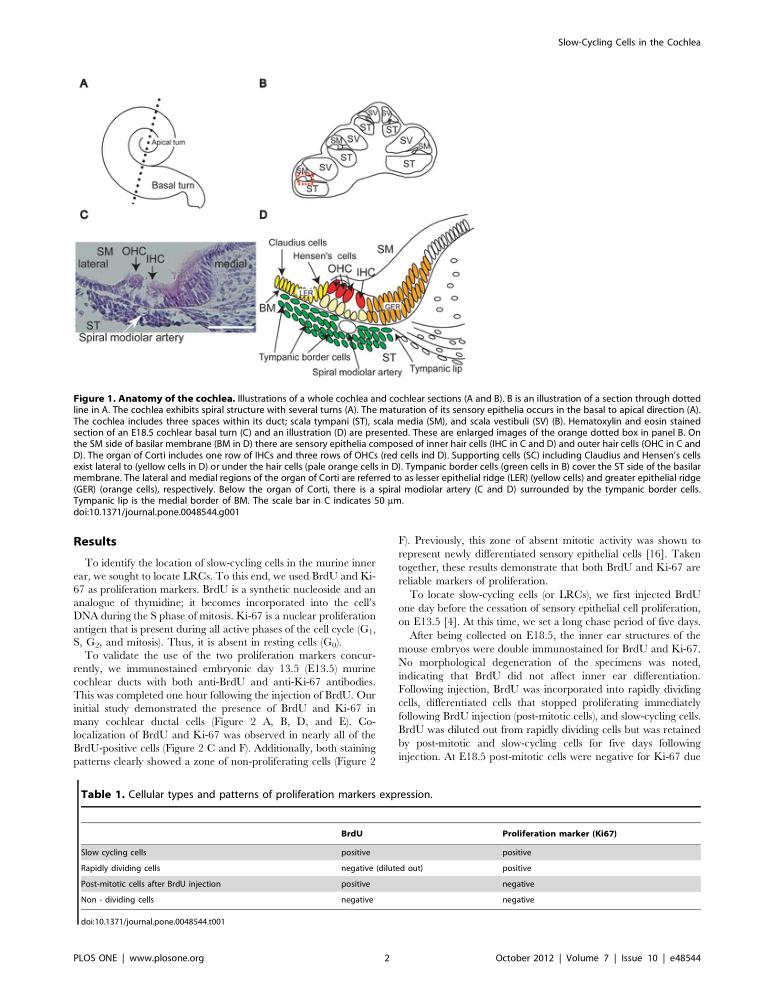 Slow-Cycling Cells in the Cochlea
A
B
Apical turn
Basal turn
SV
SV
ST
ST
SM
SV
SV
SM
ST
ST
SM
SV
ST
C
D
SM
OHC
IHC
lateral
medial
ST
Spiral modiolar artery
Claudius cells
Hensen's cells
SM
OHC
IHC
LER
GER
BM
Tympanic border cells
ST
Tympanic lip
Spiral modiolar artery
Figure 1. Anatomy of the cochlea. Illustrations of a whole cochlea and cochlear sections (A and B). B is an illustration of a section through dotted
line in A. The cochlea exhibits spiral structure with several turns (A). The maturation of its sensory epithelia occurs in the basal to apical direction (A).
The cochlea includes three spaces within its duct; scala tympani (ST), scala media (SM), and scala vestibuli (SV) (B). Hematoxylin and eosin stained
section of an E18.5 cochlear basal turn (C) and an illustration (D) are presented. These are enlarged images of the orange dotted box in panel B. On
the SM side of basilar membrane (BM in D) there are sensory epithelia composed of inner hair cells (IHC in C and D) and outer hair cells (OHC in C and
D). The organ of Corti includes one row of IHCs and three rows of OHCs (red cells ind D). Supporting cells (SC) including Claudius and Hensen's cells
exist lateral to (yellow cells in D) or under the hair cells (pale orange cells in D). Tympanic border cells (green cells in B) cover the ST side of the basilar
membrane. The lateral and medial regions of the organ of Corti are referred to as lesser epithelial ridge (LER) (yellow cells) and greater epithelial ridge
(GER) (orange cells), respectively. Below the organ of Corti, there is a spiral modiolar artery (C and D) surrounded by the tympanic border cells.
Tympanic lip is the medial border of BM. The scale bar in C indicates 50 μm.
doi:10.1371/journal.pone.0048544.g001
Results
To identify the location of slow-cycling cells in the murine inner
ear, we sought to locate LRCs. To this end, we used BrdU and Ki-
67 as proliferation markers. BrdU is a synthetic nucleoside and an
analogue of thymidine; it becomes incorporated into the cell's
DNA during the S phase of mitosis. Ki-67 is a nuclear proliferation
antigen that is present during all active phases of the cell cycle (G1,
S, G2, and mitosis). Thus, it is absent in resting cells (G0).
To validate the use of the two proliferation markers concur-
rently, we immunostained embryonic day 13.5 (E13.5) murine
cochlear ducts with both anti-BrdU and anti-Ki-67 antibodies.
This was completed one hour following the injection of BrdU. Our
initial study demonstrated the presence of BrdU and Ki-67 in
many cochlear ductal cells (Figure 2 A, B, D, and E). Co-
localization of BrdU and Ki-67 was observed in nearly all of the
BrdU-positive cells (Figure 2 C and F). Additionally, both staining
patterns clearly showed a zone of non-proliferating cells (Figure 2
F). Previously, this zone of absent mitotic activity was shown to
represent newly differentiated sensory epithelial cells [16]. Taken
together, these results demonstrate that both BrdU and Ki-67 are
reliable markers of proliferation.
To locate slow-cycling cells (or LRCs), we first injected BrdU
one day before the cessation of sensory epithelial cell proliferation,
on E13.5 [4]. At this time, we set a long chase period of five days.
After being collected on E18.5, the inner ear structures of the
mouse embryos were double immunostained for BrdU and Ki-67.
No morphological degeneration of the specimens was noted,
indicating that BrdU did not affect inner ear differentiation.
Following injection, BrdU was incorporated into rapidly dividing
cells, differentiated cells that stopped proliferating immediately
following BrdU injection (post-mitotic cells), and slow-cycling cells.
BrdU was diluted out from rapidly dividing cells but was retained
by post-mitotic and slow-cycling cells for five days following
injection. At E18.5 post-mitotic cells were negative for Ki-67 due
Table 1. Cellular types and patterns of proliferation markers expression.
BrdU Proliferation marker (Ki67)
Slow cycling cells positive positive
Rapidly dividing cells negative (diluted out) positive
Post-mitotic cells after BrdU injection positive negative
Non - dividing cells negative negative
doi:10.1371/journal.pone.0048544.t001
PLOS ONE | www.plosone.org 2 October 2012 | Volume 7 | Issue 10 | e48544